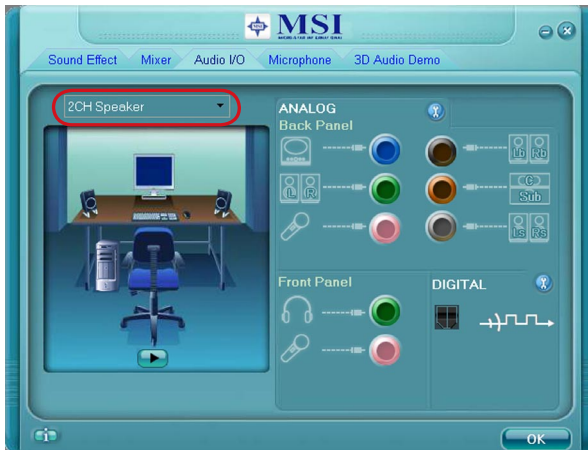 MSI
Sound Effect Mixer Audio I/O Microphone 3D Audio Demo
2CH Speaker
ANALOG
Back Panel
Lb Rb
L R
C
Sub
Ls Rs
Front Panel
DIGITAL
i
OK